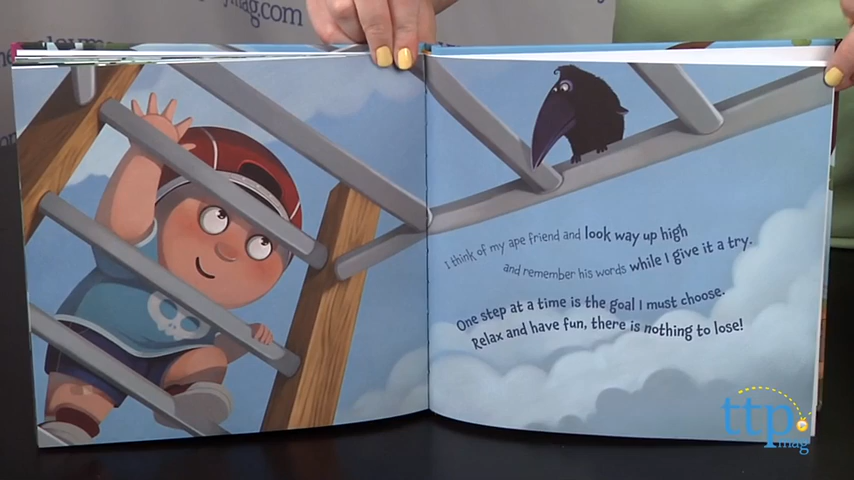 mag.com
I think of my ape friend and look way up high
and remember his words while I give it a try.
One step at a time is the goal I must choose.
Relax and have fun, there is nothing to lose!
ttp
mag